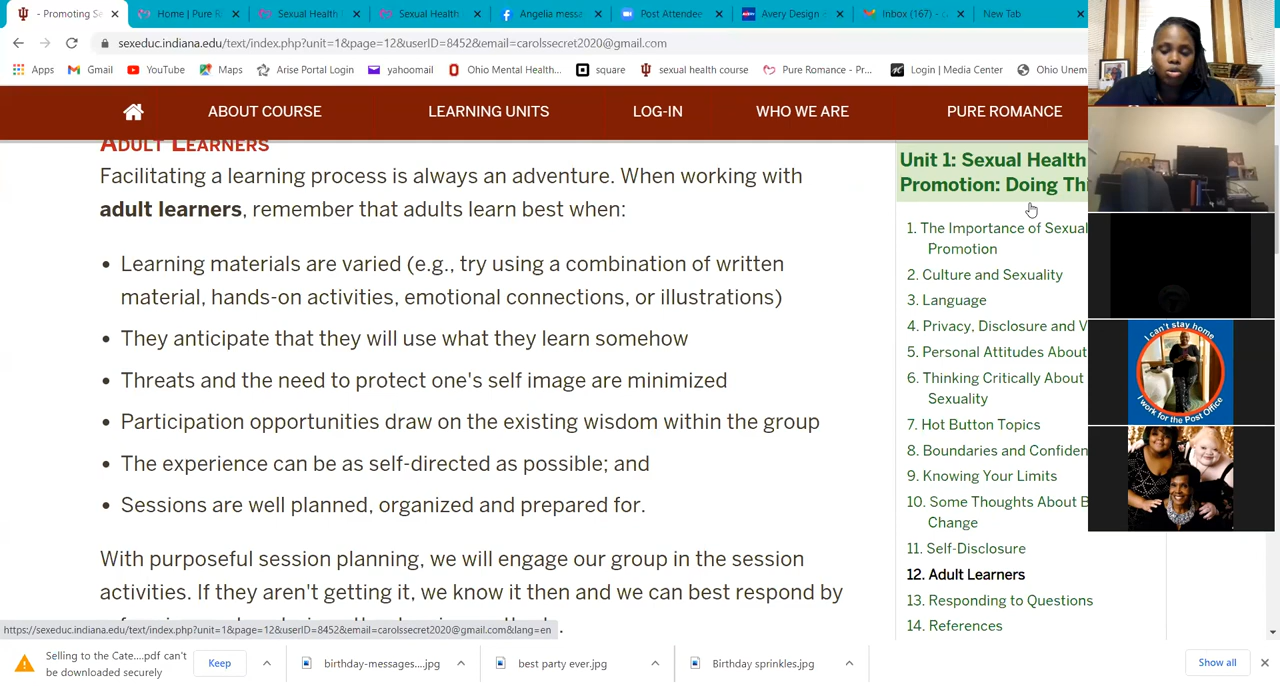 - Promoting Se
Home | Pure R
Sexual Health
Sexual Health
Angelia messa
Post Attendee
Avery Design
Inbox (167) -
New Tab
sexeduc.indiana.edu/text/index.php?unit=1&page=12&userID=8452&email=carolssecret2020@gmail.com
Apps
Gmail
YouTube
Maps
Arise Portal Login
yahoomail
Ohio Mental Health...
square
sexual health course
Pure Romance - Pr...
Login | Media Center
Ohio Unem
ABOUT COURSE
LEARNING UNITS
LOG-IN
WHO WE ARE
PURE ROMANCE
ADULT LEARNERS
Facilitating a learning process is always an adventure. When working with
adult learners, remember that adults learn best when:
• Learning materials are varied (e.g., try using a combination of written
material, hands-on activities, emotional connections, or illustrations)
• They anticipate that they will use what they learn somehow
• Threats and the need to protect one's self image are minimized
• Participation opportunities draw on the existing wisdom within the group
• The experience can be as self-directed as possible; and
• Sessions are well planned, organized and prepared for.
With purposeful session planning, we will engage our group in the session
activities. If they aren't getting it, we know it then and we can best respond by
Unit 1: Sexual Health
Promotion: Doing Thi
1. The Importance of Sexual
Promotion
2. Culture and Sexuality
3. Language
4. Privacy, Disclosure and V
5. Personal Attitudes About
6. Thinking Critically About
Sexuality
7. Hot Button Topics
8. Boundaries and Confiden
9. Knowing Your Limits
10. Some Thoughts About B
Change
11. Self-Disclosure
12. Adult Learners
13. Responding to Questions
14. References
I can't stay home
I work for the Post Office
https://sexeduc.indiana.edu/text/index.php?unit=1&page=12&userID=8452&email=carolssecret2020@gmail.com&lang=en
Selling to the Cate....pdf can't
be downloaded securely
Keep
birthday-messages....jpg
best party ever.jpg
Birthday sprinkles.jpg
Show all